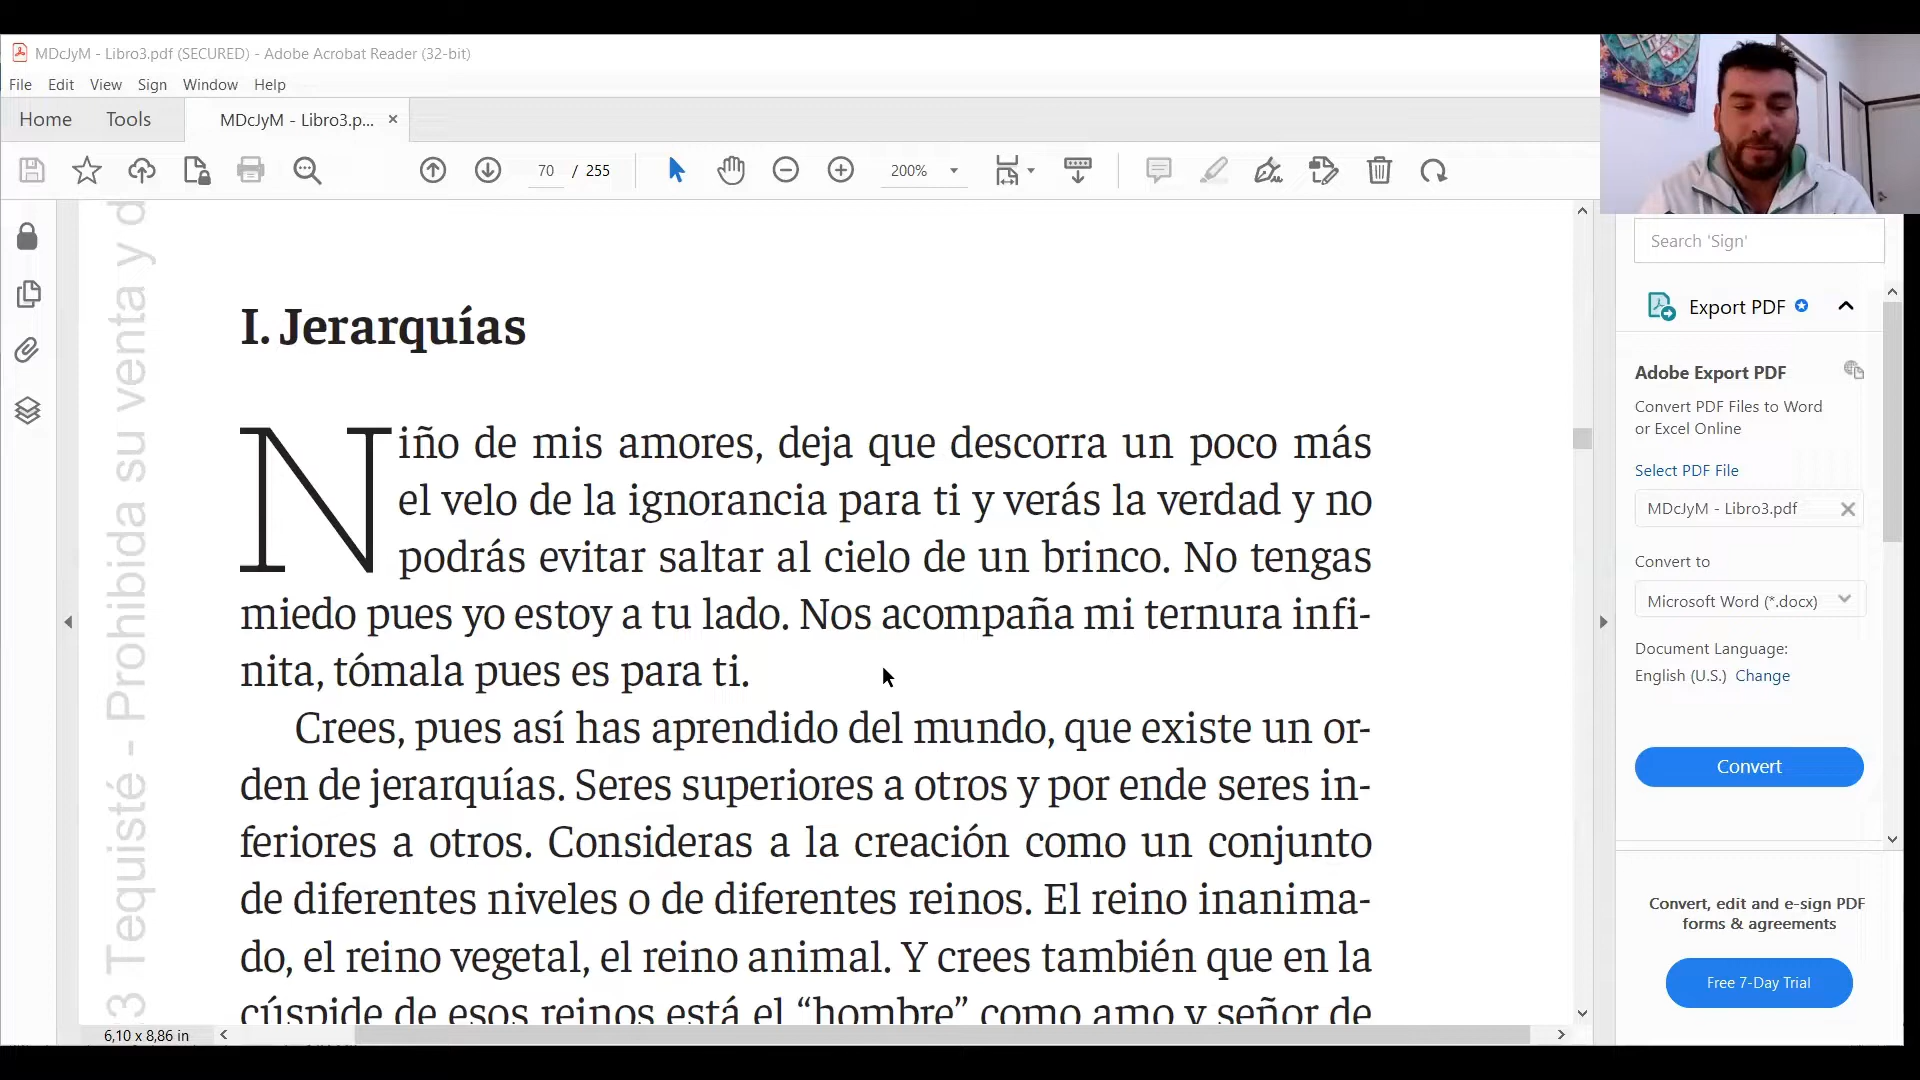 MDcJyM - Libro3.pdf (SECURED) - Adobe Acrobat Reader (32-bit)
File Edit View Sign Window Help
Home Tools MDcJyM - Libro3.p... ×
70 / 255 200%
3 Tequisté - Prohibida su venta y d
I. Jerarquías
Niño de mis amores, deja que descorra un poco más
el velo de la ignorancia para ti y verás la verdad y no
podrás evitar saltar al cielo de un brinco. No tengas
miedo pues yo estoy a tu lado. Nos acompaña mi ternura infi-
nita, tómala pues es para ti.
Crees, pues así has aprendido del mundo, que existe un or-
den de jerarquías. Seres superiores a otros y por ende seres in-
feriores a otros. Consideras a la creación como un conjunto
de diferentes niveles o de diferentes reinos. El reino inanima-
do, el reino vegetal, el reino animal. Y crees también que en la
cúspide de esos reinos está el “hombre” como amo y señor de
6,10 x 8,86 in
Search 'Sign'
Export PDF
Adobe Export PDF
Convert PDF Files to Word
or Excel Online
Select PDF File
MDcJyM - Libro3.pdf
Convert to
Microsoft Word (*.docx)
Document Language:
English (U.S.) Change
Convert
Convert, edit and e-sign PDF
forms & agreements
Free 7-Day Trial